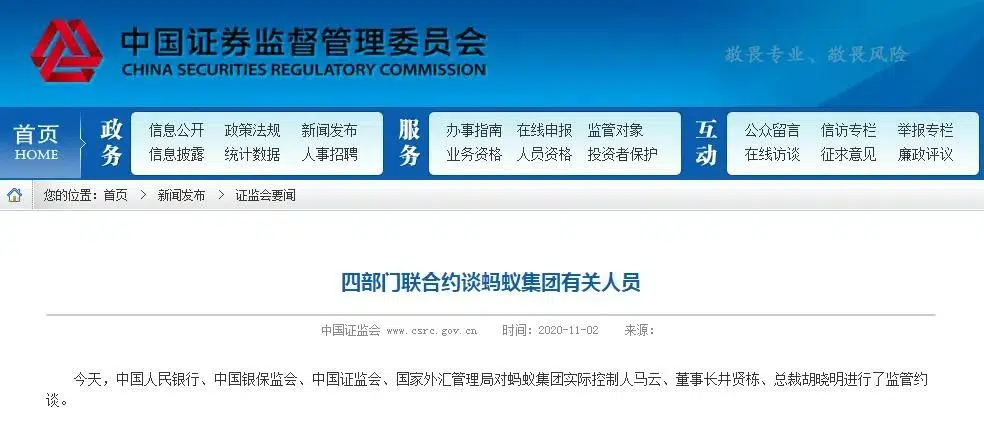 中国证券监督管理委员会
CHINA SECURITIES REGULATORY COMMISSION
敬畏专业、敬畏风险
首页
HOME
政务
信息公开 政策法规 新闻发布
信息披露 统计数据 人事招聘
服务
办事指南 在线申报 监管对象
业务资格 人员资格 投资者保护
互动
公众留言 信访专栏 举报专栏
在线访谈 征求意见 廉政评议
您的位置：首页 > 新闻发布 > 证监会要闻
四部门联合约谈蚂蚁集团有关人员
中国证监会 www.csrc.gov.cn 时间：2020-11-02 来源：
今天，中国人民银行、中国银保监会、中国证监会、国家外汇管理局对蚂蚁集团实际控制人马云、董事长井贤栋、总裁胡晓明进行了监管约
谈。